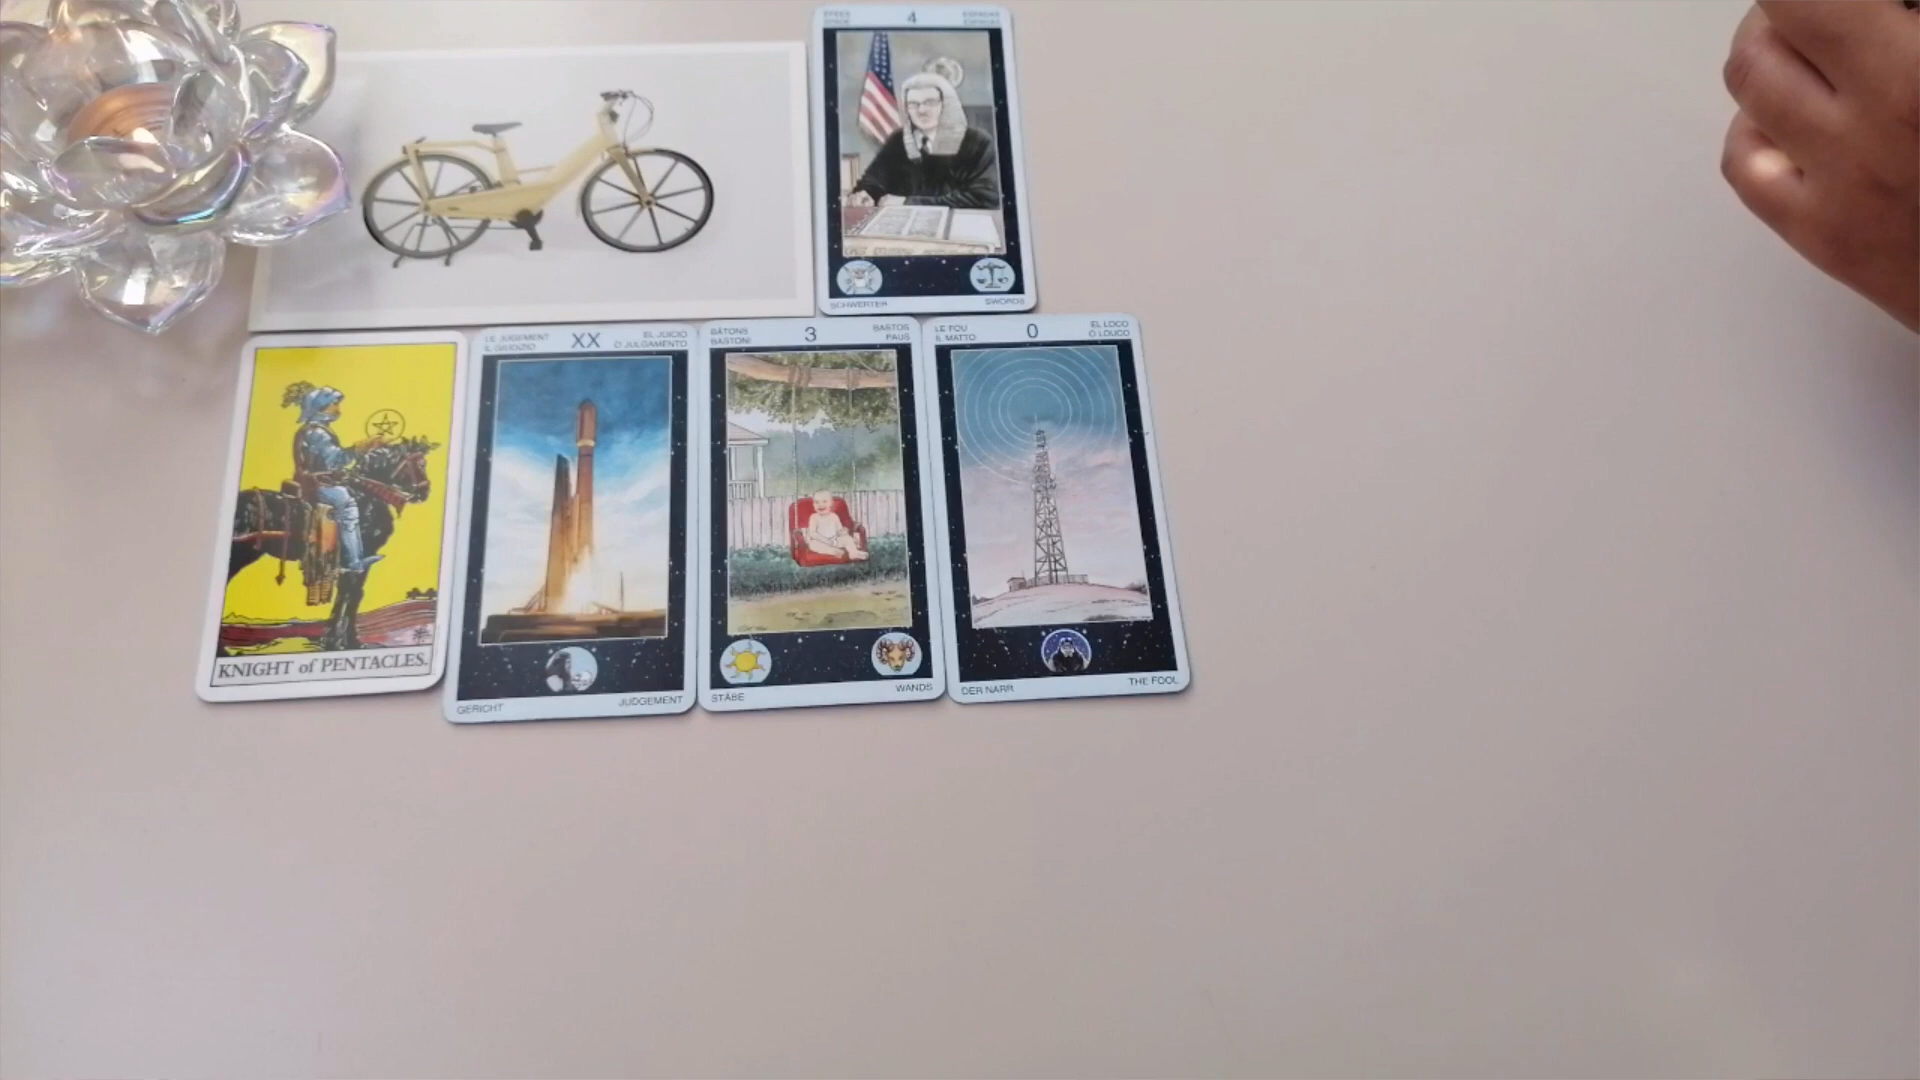 4
ESPADAS
SCHWERTER
SWORDS
KNIGHT of PENTACLES.
LE JUGEMENT
IL GIUDIZIO
XX
EL JUICIO
O JULGAMENTO
GERICHT
JUDGEMENT
BÂTONS
BASTONI
3
BASTOS
PAUS
STÄBE
WANDS
LE FOU
IL MATTO
0
EL LOCO
O LOUCO
DER NARR
THE FOOL